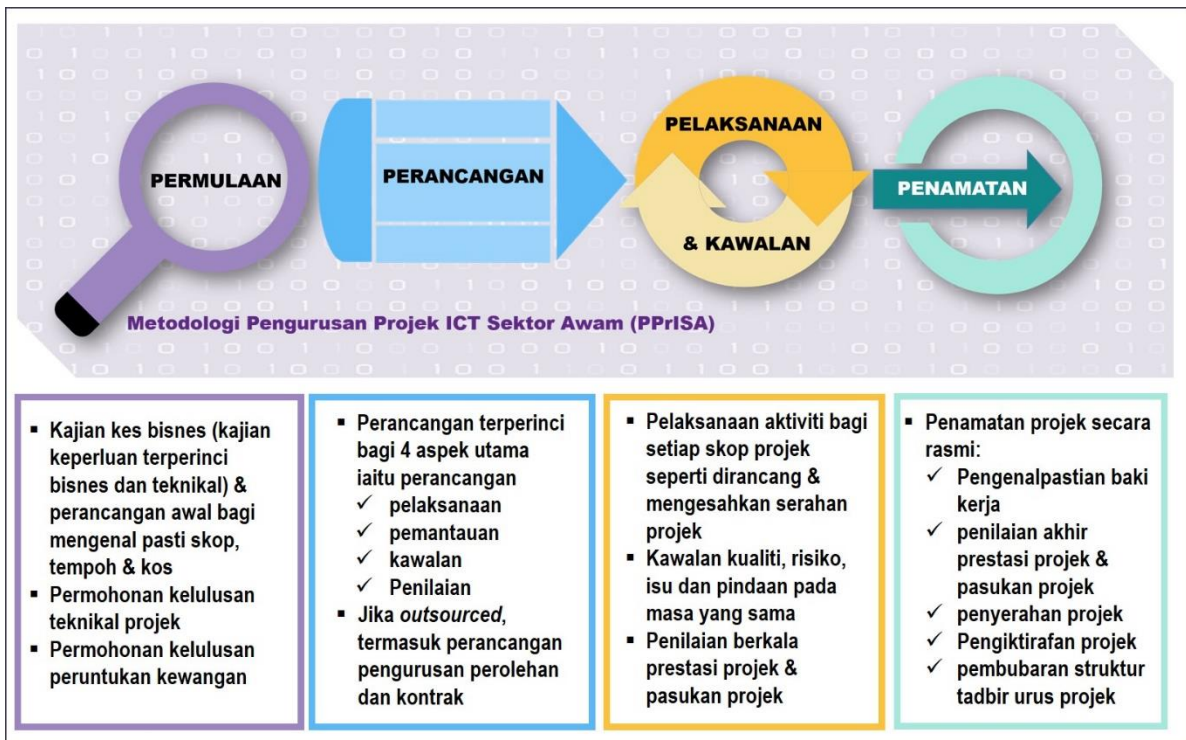 PERMULAAN
PERANCANGAN
PELAKSANAAN
& KAWALAN
PENAMATAN
Metodologi Pengurusan Projek ICT Sektor Awam (PPrISA)
▪ Kajian kes bisnes (kajian
keperluan terperinci
bisnes dan teknikal) &
perancangan awal bagi
mengenal pasti skop,
tempoh & kos
▪ Permohonan kelulusan
teknikal projek
▪ Permohonan kelulusan
peruntukan kewangan
▪ Perancangan terperinci
bagi 4 aspek utama
iaitu perancangan
✓ pelaksanaan
✓ pemantauan
✓ kawalan
✓ Penilaian
▪ Jika outsourced,
termasuk perancangan
pengurusan perolehan
dan kontrak
▪ Pelaksanaan aktiviti bagi
setiap skop projek
seperti dirancang &
mengesahkan serahan
projek
▪ Kawalan kualiti, risiko,
isu dan pindaan pada
masa yang sama
▪ Penilaian berkala
prestasi projek &
pasukan projek
▪ Penamatan projek secara
rasmi:
✓ Pengenalpastian baki
kerja
✓ penilaian akhir
prestasi projek &
pasukan projek
✓ penyerahan projek
✓ Pengiktirafan projek
✓ pembubaran struktur
tadbir urus projek